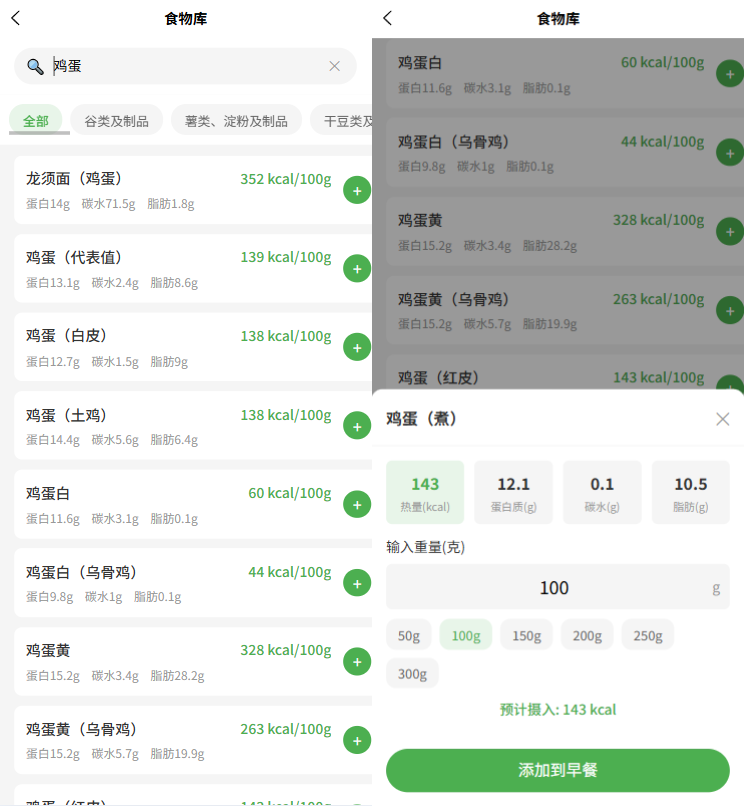 食物库
鸡蛋
全部
谷类及制品
薯类、淀粉及制品
干豆类及
龙须面（鸡蛋）
352 kcal/100g
蛋白14g 碳水71.5g 脂肪1.8g
+
鸡蛋（代表值）
139 kcal/100g
蛋白13.1g 碳水2.4g 脂肪8.6g
+
鸡蛋（白皮）
138 kcal/100g
蛋白12.7g 碳水1.5g 脂肪9g
+
鸡蛋（土鸡）
138 kcal/100g
蛋白14.4g 碳水5.6g 脂肪6.4g
+
鸡蛋白
60 kcal/100g
蛋白11.6g 碳水3.1g 脂肪0.1g
+
鸡蛋白（乌骨鸡）
44 kcal/100g
蛋白9.8g 碳水1g 脂肪0.1g
+
鸡蛋黄
328 kcal/100g
蛋白15.2g 碳水3.4g 脂肪28.2g
+
鸡蛋黄（乌骨鸡）
263 kcal/100g
蛋白15.2g 碳水5.7g 脂肪19.9g
+
鸡蛋（红皮）
143 kcal/100g
食物库
鸡蛋白
60 kcal/100g
蛋白11.6g 碳水3.1g 脂肪0.1g
+
鸡蛋白（乌骨鸡）
44 kcal/100g
蛋白9.8g 碳水1g 脂肪0.1g
+
鸡蛋黄
328 kcal/100g
蛋白15.2g 碳水3.4g 脂肪28.2g
+
鸡蛋黄（乌骨鸡）
263 kcal/100g
蛋白15.2g 碳水5.7g 脂肪19.9g
+
鸡蛋（红皮）
143 kcal/100g
+
鸡蛋（煮）
143
热量(kcal)
12.1
蛋白质(g)
0.1
碳水(g)
10.5
脂肪(g)
输入重量(克)
100
g
50g
100g
150g
200g
250g
300g
预计摄入: 143 kcal
添加到早餐